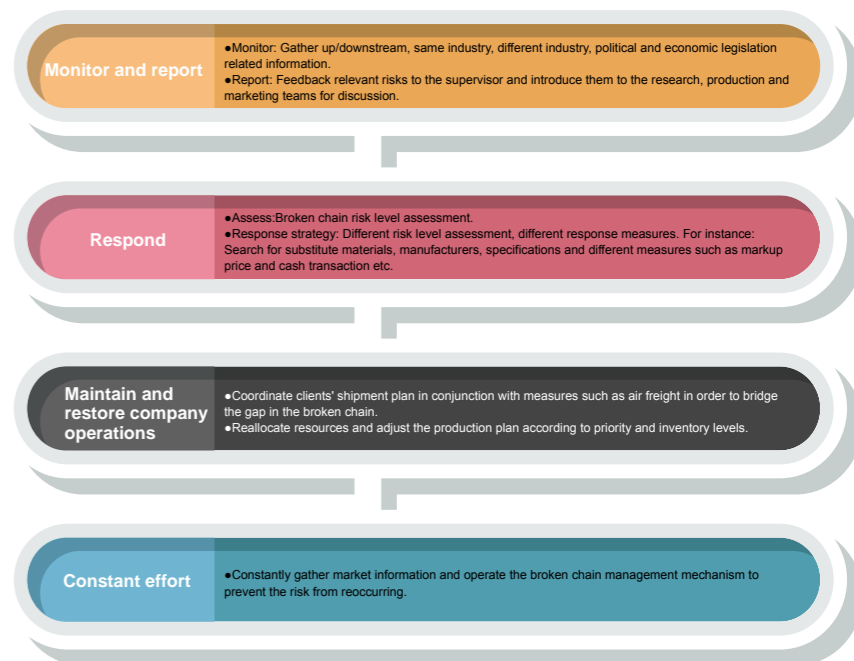 Monitor and report
●Monitor: Gather up/downstream, same industry, different industry, political and economic legislation
related information.
●Report: Feedback relevant risks to the supervisor and introduce them to the research, production and
marketing teams for discussion.
Respond
●Assess:Broken chain risk level assessment.
●Response strategy: Different risk level assessment, different response measures. For instance:
Search for substitute materials, manufacturers, specifications and different measures such as markup
price and cash transaction etc.
Maintain and
restore company
operations
●Coordinate clients' shipment plan in conjunction with measures such as air freight in order to bridge
the gap in the broken chain.
●Reallocate resources and adjust the production plan according to priority and inventory levels.
Constant effort
●Constantly gather market information and operate the broken chain management mechanism to
prevent the risk from reoccurring.